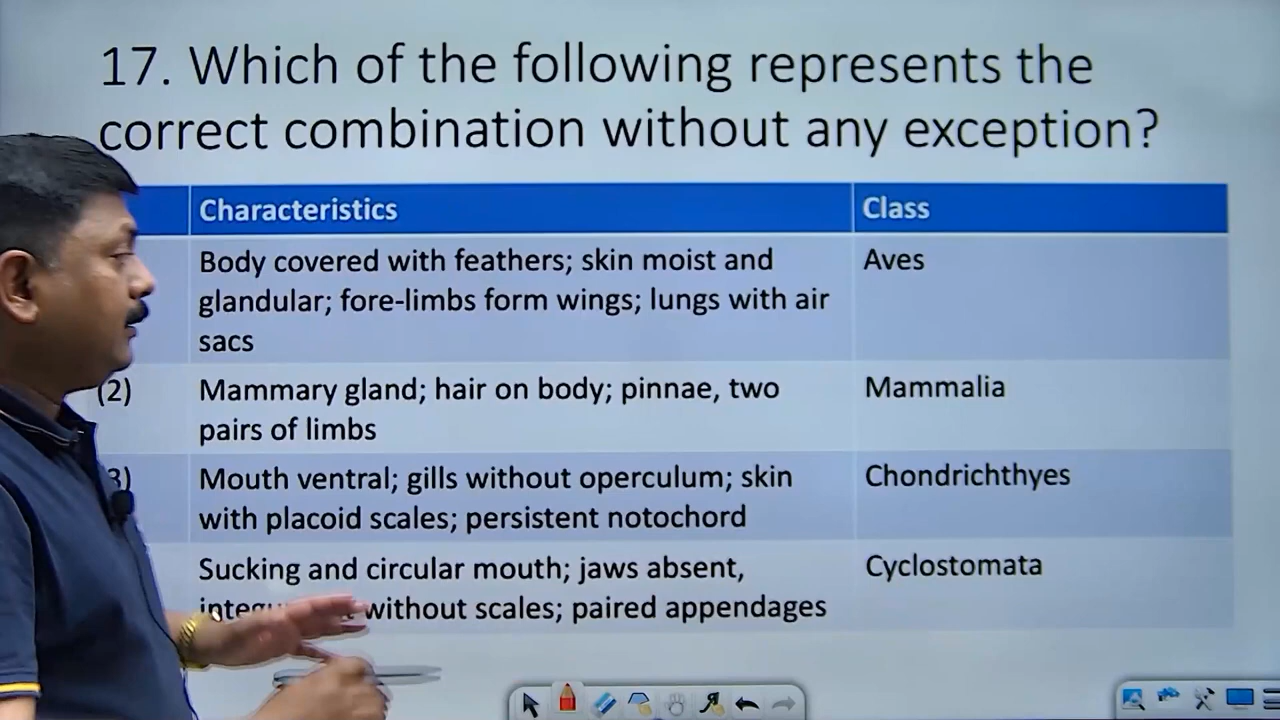 17. Which of the following represents the
correct combination without any exception?
Characteristics
Class
Body covered with feathers; skin moist and
glandular; fore-limbs form wings; lungs with air
sacs
Aves
(2)
Mammary gland; hair on body; pinnae, two
pairs of limbs
Mammalia
3)
Mouth ventral; gills without operculum; skin
with placoid scales; persistent notochord
Chondrichthyes
Sucking and circular mouth; jaws absent,
without scales; paired appendages
Cyclostomata